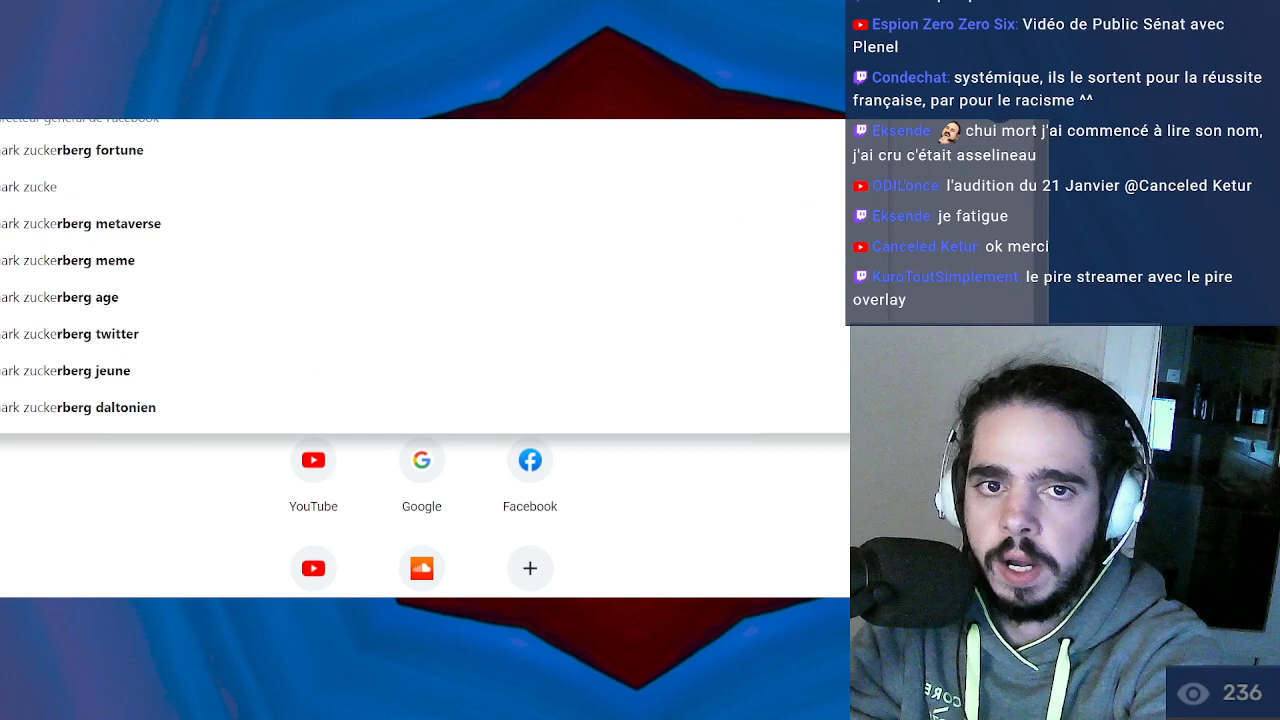 Espion Zero Zero Six: Vidéo de Public Sénat avec
Plenel
Condechat: systémique, ils le sortent pour la réussite
française, par pour le racisme ^^
Eksende chui mort j'ai commencé à lire son nom,
j'ai cru c'était asselineau
ODIL'once: l'audition du 21 Janvier @Canceled Ketur
Eksende je fatigue
Canceled Ketur ok merci
KuroToutSimplement: le pire streamer avec le pire
overlay
ark zuckerberg fortune
ark zucke
ark zuckerberg metaverse
ark zuckerberg meme
ark zuckerberg age
ark zuckerberg twitter
ark zuckerberg jeune
ark zuckerberg daltonien
YouTube Google Facebook
236